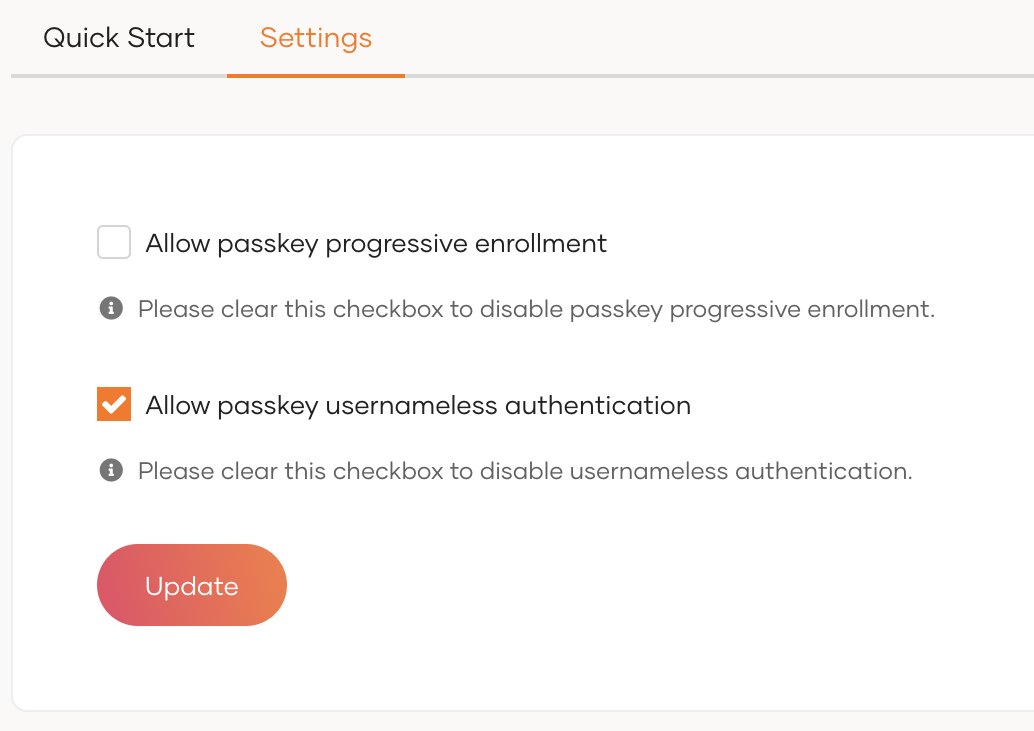 Quick Start
Settings
Allow passkey progressive enrollment
Please clear this checkbox to disable passkey progressive enrollment.
Allow passkey usernameless authentication
Please clear this checkbox to disable usernameless authentication.
Update